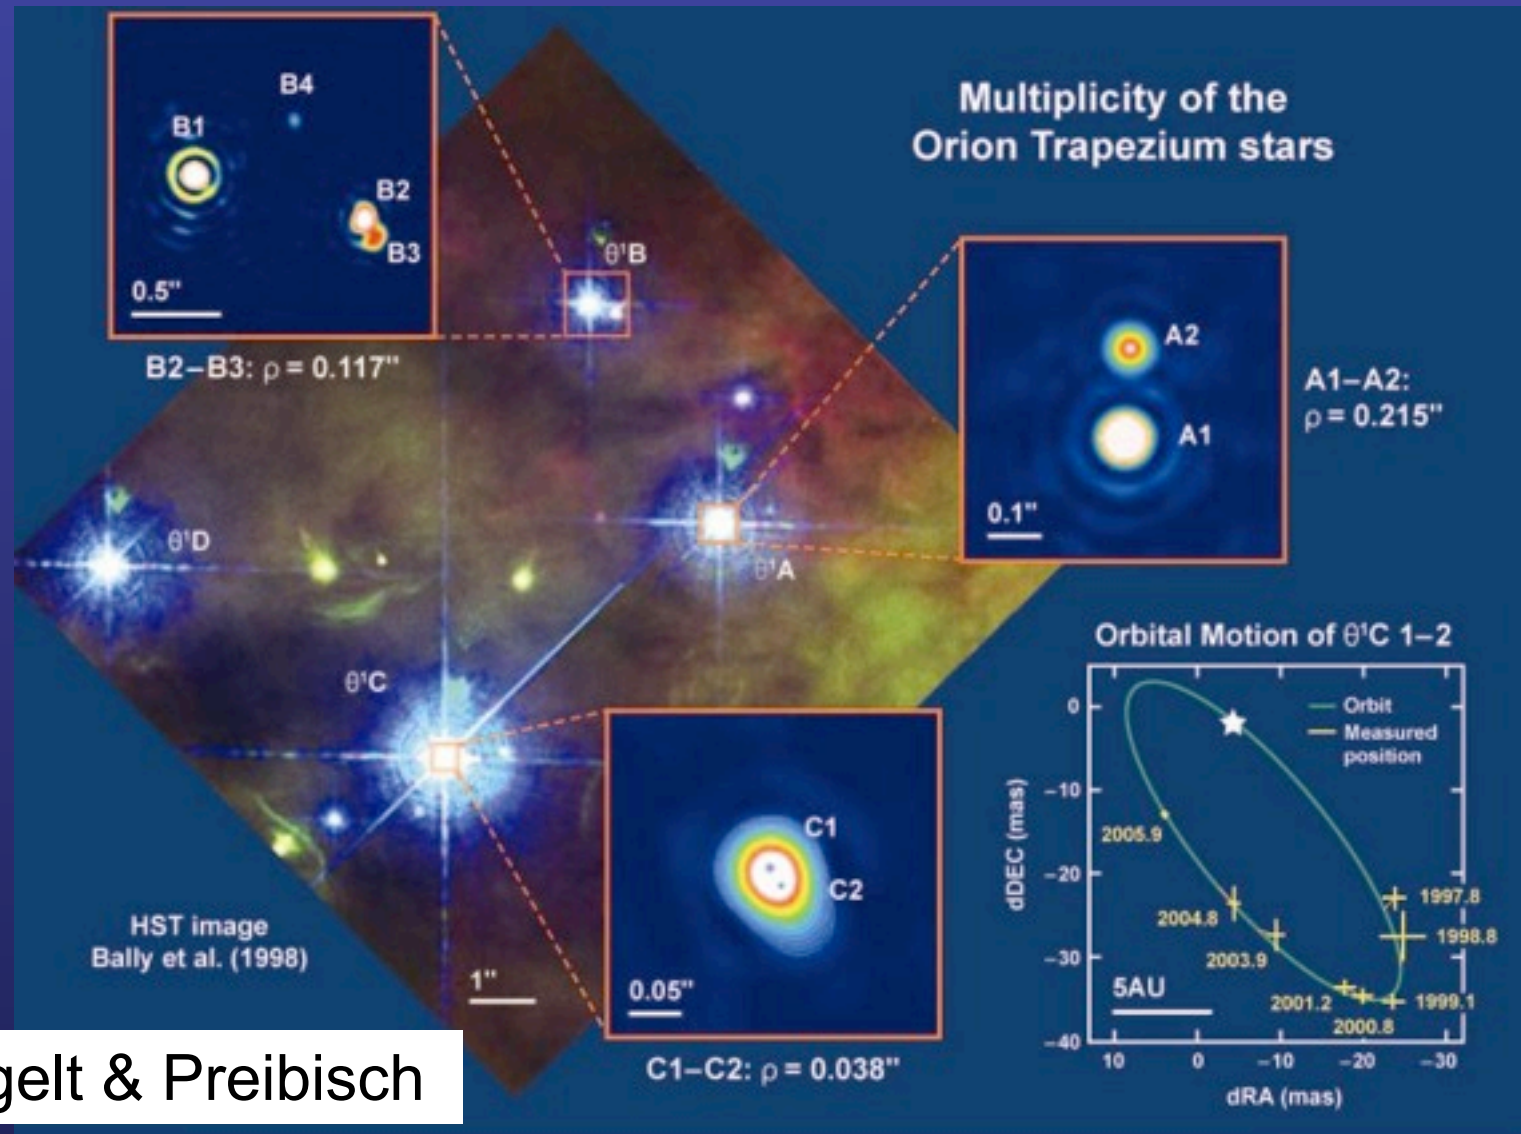 B4
B1
B2
B3
0.5"
B2–B3: ρ = 0.117"
Multiplicity of the
Orion Trapezium stars
θ¹B
A2
A1
0.1"
A1–A2:
ρ = 0.215"
θ¹D
θ¹A
θ¹C
C1
C2
0.05"
C1–C2: ρ = 0.038"
1"
HST image
Bally et al. (1998)
Orbital Motion of θ¹C 1–2
Orbit
Measured
position
0
−10
−20
−30
−40
dDEC (mas)
2005.9
2004.8
2003.9
2001.2
2000.8
1999.1
1998.8
1997.8
5AU
10
0
−10
−20
−30
dRA (mas)
& Preibisch